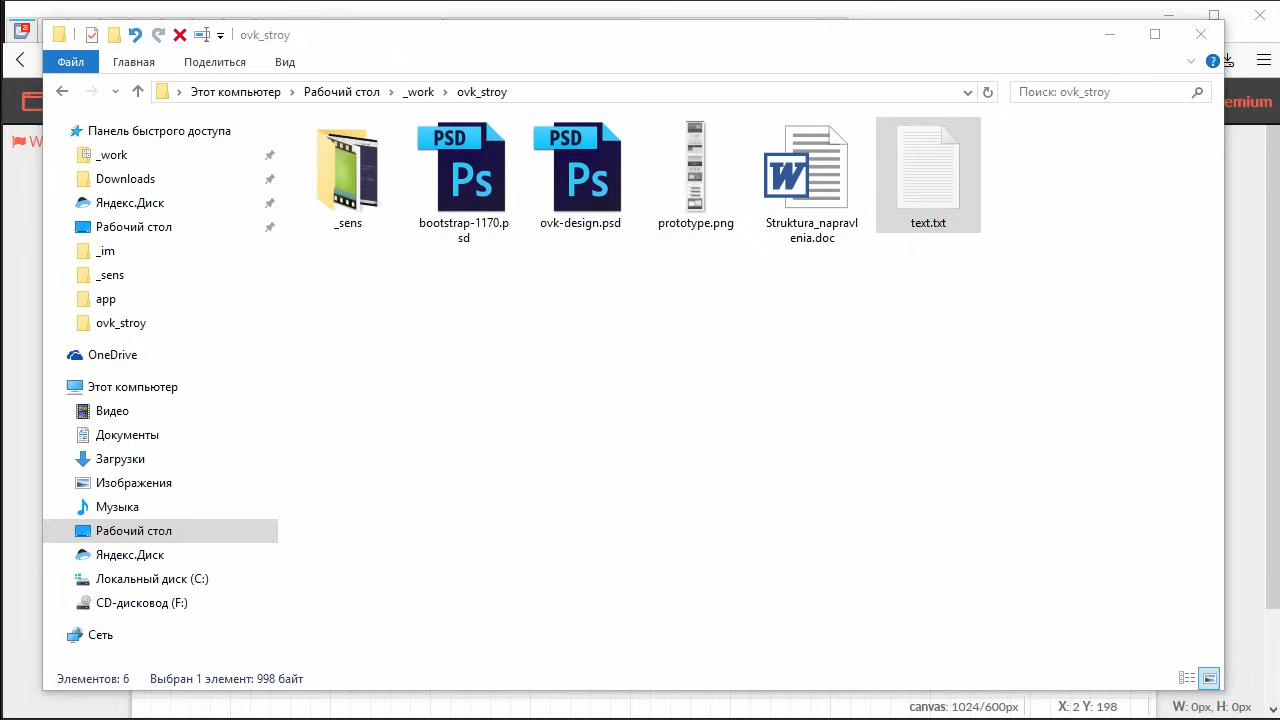 ovk_stroy
Файл Главная Поделиться Вид
Этот компьютер Рабочий стол _work ovk_stroy
Поиск: ovk_stroy
emium
W
Панель быстрого доступа
_work
Downloads
Яндекс.Диск
Рабочий стол
_im
_sens
app
ovk_stroy
OneDrive
Этот компьютер
Видео
Документы
Загрузки
Изображения
Музыка
Рабочий стол
Яндекс.Диск
Локальный диск (C:)
CD-дисковод (F:)
Сеть
PSD
Ps
PSD
Ps
W
_sens
bootstrap-1170.p
sd
ovk-design.psd
prototype.png
Struktura_napravl
enia.doc
text.txt
Элементов: 6 Выбран 1 элемент: 998 байт
canvas: 1024/600px X: 2 Y: 198 W: 0px, H: 0px